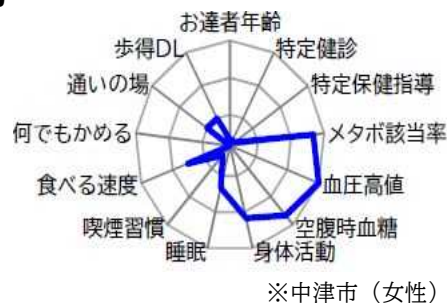 お達者年齢
歩得DL 特定健診
通いの場 特定保健指導
何でもかめる メタボ該当率
食べる速度 血圧高値
喫煙習慣 空腹時血糖
睡眠 身体活動
※中津市（女性）